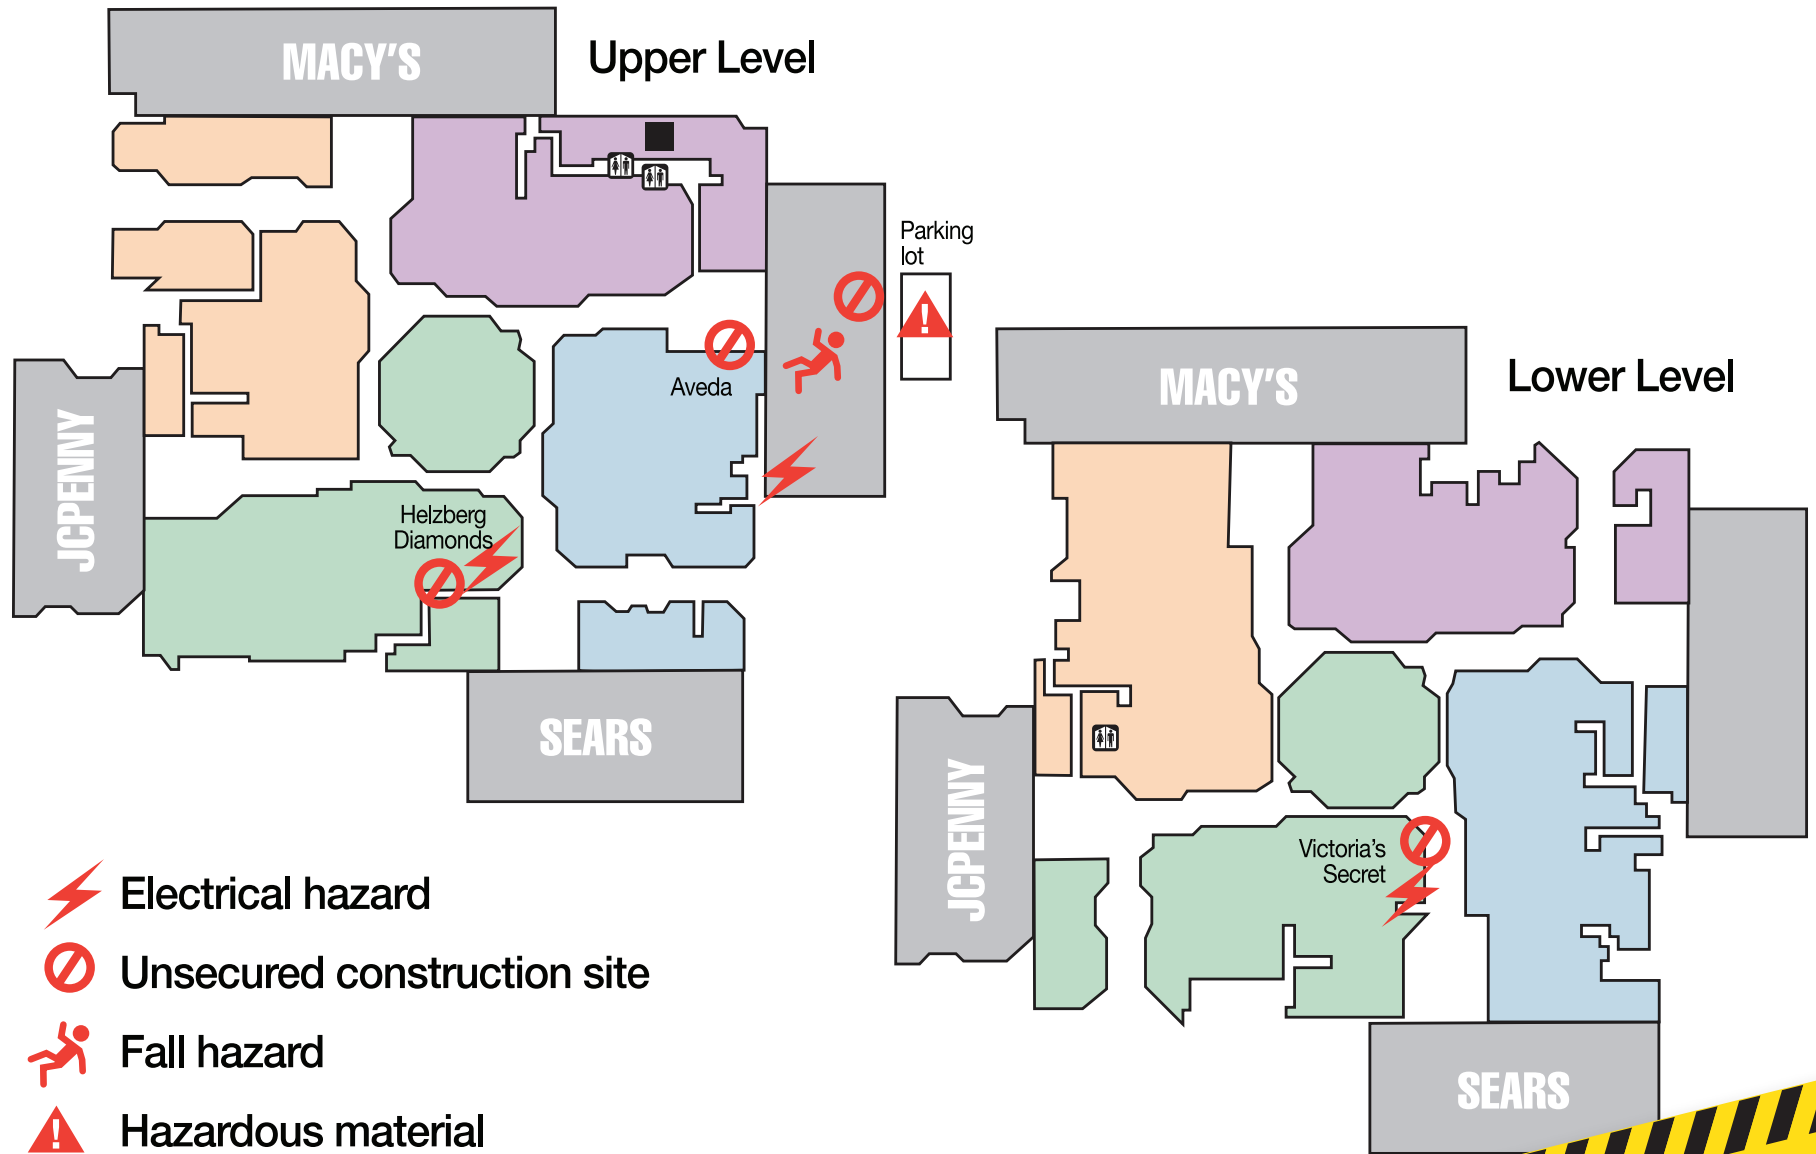 MACY'S
Upper Level
Parking
lot
Aveda
JCPENNY
Helzberg
Diamonds
SEARS
MACY'S
Lower Level
JCPENNY
Victoria's
Secret
SEARS
Electrical hazard
Unsecured construction site
Fall hazard
Hazardous material